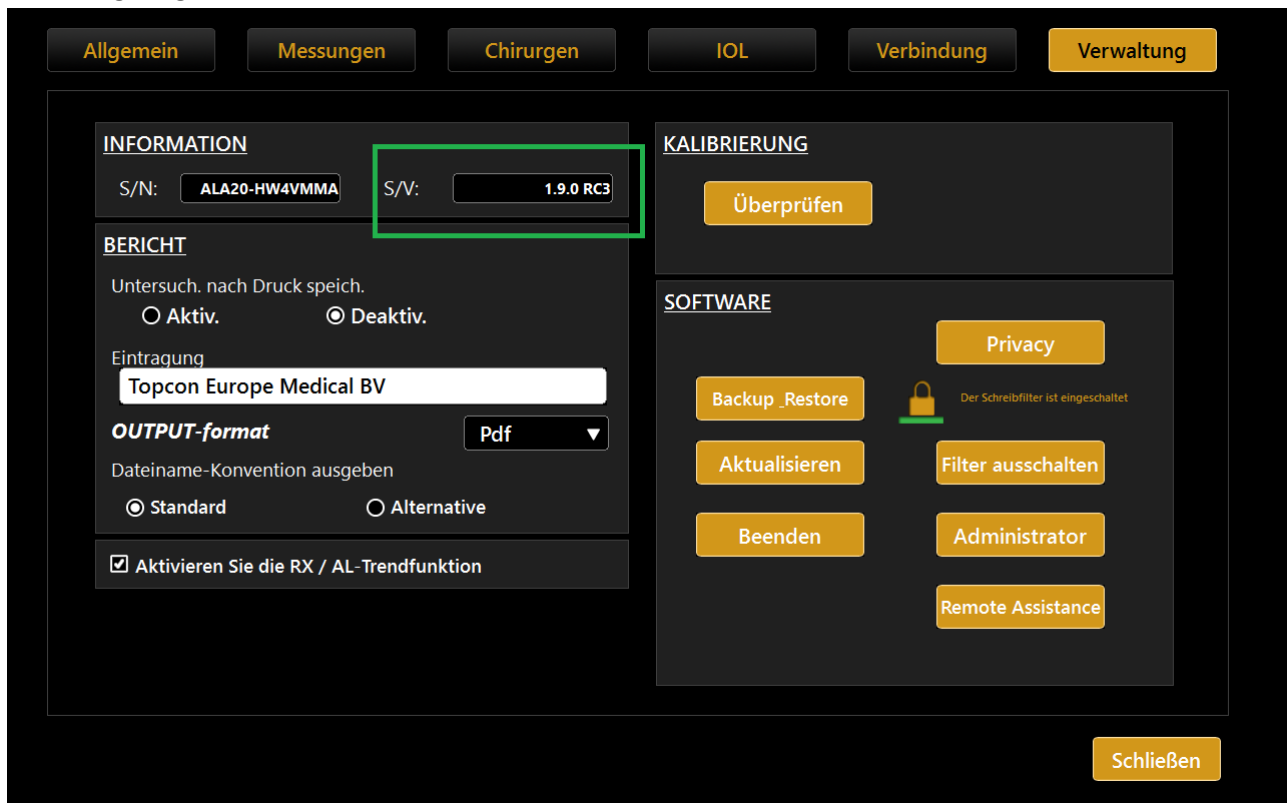 Allgemein Messungen Chirurgen IOL Verbindung Verwaltung
INFORMATION
S/N: ALA20-HW4VMMA S/V: 1.9.0 RC3
BERICHT
Untersuch. nach Druck speich.
Aktiv. Deaktiv.
Eintragung
Topcon Europe Medical BV
OUTPUT-format Pdf
Dateiname-Konvention ausgeben
Standard Alternative
Aktivieren Sie die RX / AL-Trendfunktion
KALIBRIERUNG
Überprüfen
SOFTWARE
Privacy
Backup _Restore Der Schreibfilter ist eingeschaltet
Aktualisieren Filter ausschalten
Beenden Administrator
Remote Assistance
Schließen